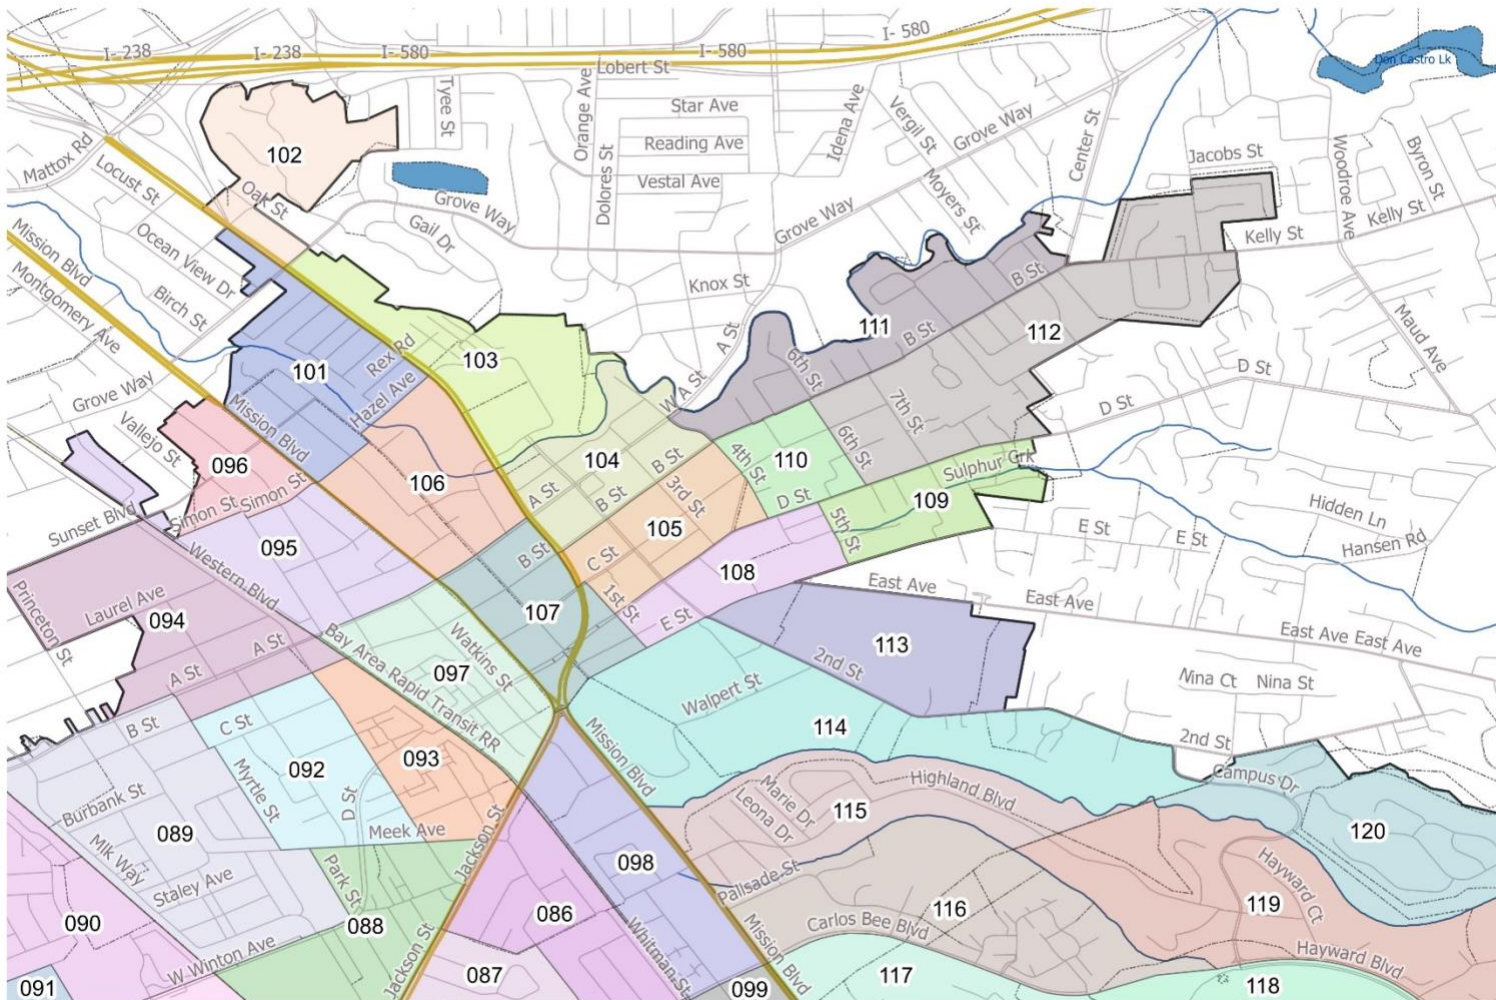 I- 580
I- 238
I- 238
I- 580
I- 580
Lobert St
Don Castro Lk
Tyee St
Orange Ave
Star Ave
Idena Ave
Vergil St
Grove Way
Center St
Mattox Rd
102
Reading Ave
Jacobs St
Woodroe Ave
Byron St
Locust St
Vestal Ave
Dolores St
Moyers St
Oak St
Grove Way
Grove Way
Kelly St
Kelly St
Mission Blvd
Ocean View Dr
Gail Dr
Montgomery Ave
Birch St
Knox St
B St
111
B St
112
A St
Maud Ave
101
Rex Rd
103
6th St
D St
Grove Way
Hazel Ave
W A St
7th St
D St
Mission Blvd
Vallejo St
096
106
104
B St
4th St
110
6th St
Sulphur Crk
Simon St
Simon St
A St
B St
3rd St
D St
109
Hidden Ln
Sunset Blvd
105
5th St
E St
E St
Hansen Rd
095
Western Blvd
B St
C St
108
Princeton St
Laurel Ave
094
107
1st St
E St
East Ave
East Ave
East Ave East Ave
A St
A St
Bay Area Rapid Transit RR
Watkins St
097
2nd St
113
Nina Ct
Nina St
Walpert St
B St
C St
114
2nd St
Mission Blvd
092
093
Campus Dr
Myrtle St
D St
Burbank St
Marie Dr
Leona Dr
Highland Blvd
115
120
089
Meek Ave
Jackson St
Mlk Way
Staley Ave
Park St
098
Palisade St
Hayward Ct
090
088
086
116
119
W Winton Ave
Carlos Bee Blvd
Whitman St
Mission Blvd
Hayward Blvd
Jackson St
087
117
118
091
099